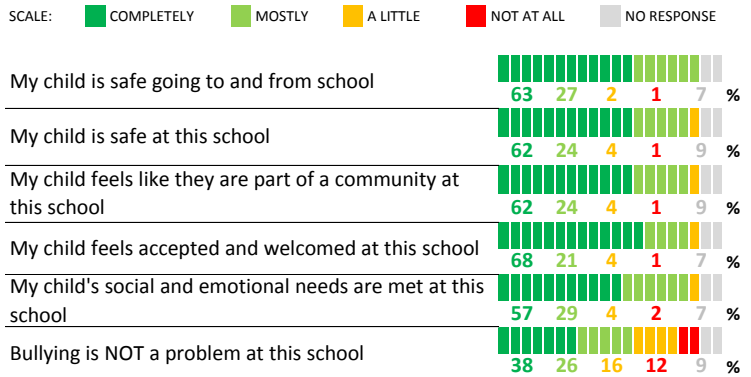 SCALE: COMPLETELY MOSTLY A LITTLE NOT AT ALL NO RESPONSE
My child is safe going to and from school
63 27 2 1 7 %
My child is safe at this school
62 24 4 1 9 %
My child feels like they are part of a community at
this school
62 24 4 1 9 %
My child feels accepted and welcomed at this school
68 21 4 1 7 %
My child's social and emotional needs are met at this
school
57 29 4 2 7 %
Bullying is NOT a problem at this school
38 26 16 12 9 %